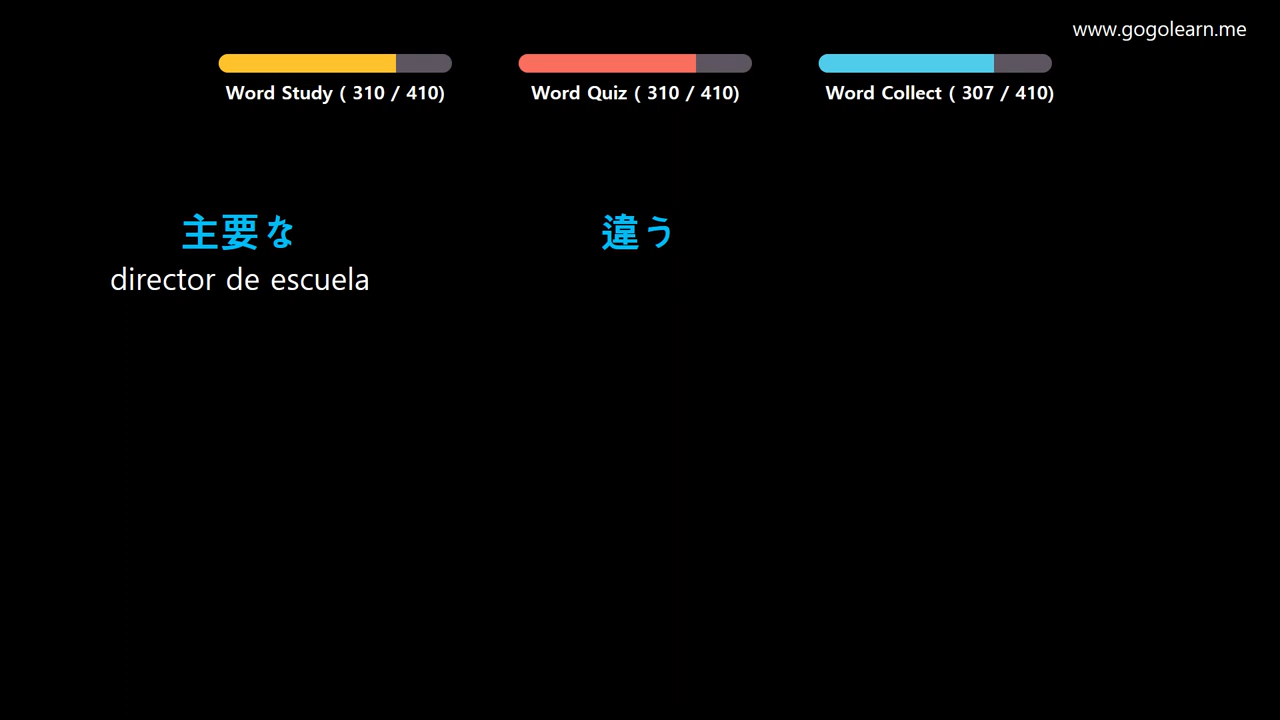 www.gogolearn.me
Word Study ( 310 / 410)
Word Quiz ( 310 / 410)
Word Collect ( 307 / 410)
主要な
director de escuela
違う